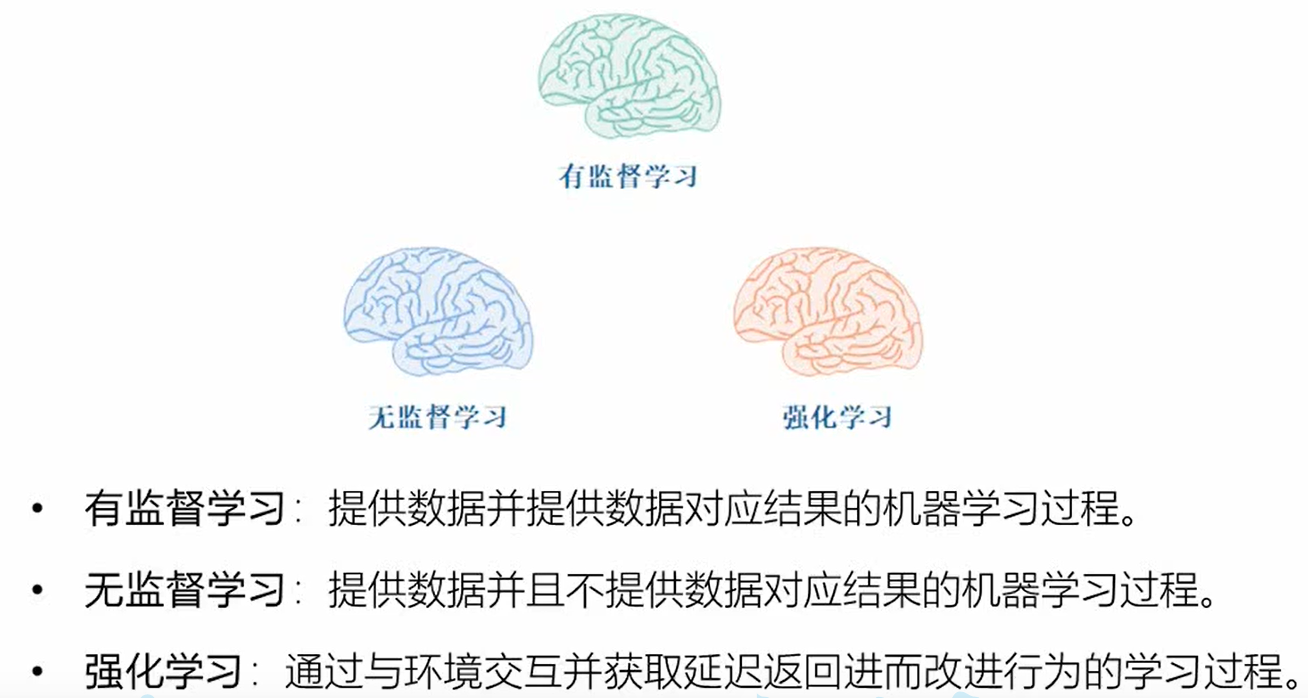 有监督学习
无监督学习
强化学习
• 有监督学习：提供数据并提供数据对应结果的机器学习过程。
• 无监督学习：提供数据并且不提供数据对应结果的机器学习过程。
• 强化学习：通过与环境交互并获取延迟返回进而改进行为的学习过程。